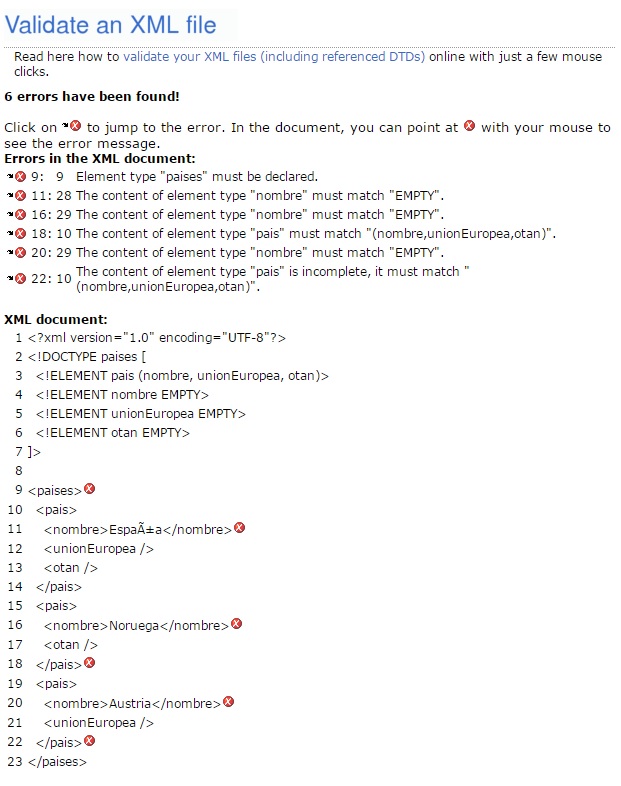 Validate an XML file
Read here how to validate your XML files (including referenced DTDs) online with just a few mouse
clicks.
6 errors have been found!
Click on to jump to the error. In the document, you can point at with your mouse to
see the error message.
Errors in the XML document:
9: 9 Element type "paises" must be declared.
11: 28 The content of element type "nombre" must match "EMPTY".
16: 29 The content of element type "nombre" must match "EMPTY".
18: 10 The content of element type "pais" must match "(nombre,unionEuropea,otan)".
20: 29 The content of element type "nombre" must match "EMPTY".
22: 10 The content of element type "pais" is incomplete, it must match "
(nombre,unionEuropea,otan)".
XML document:
1 <?xml version="1.0" encoding="UTF-8"?>
2 <!DOCTYPE paises [
3 <!ELEMENT pais (nombre, unionEuropea, otan)>
4 <!ELEMENT nombre EMPTY>
5 <!ELEMENT unionEuropea EMPTY>
6 <!ELEMENT otan EMPTY>
7 ]>
8
9 <paises>
10 <pais>
11 <nombre>EspaÃ±a</nombre>
12 <unionEuropea />
13 <otan />
14 </pais>
15 <pais>
16 <nombre>Noruega</nombre>
17 <otan />
18 </pais>
19 <pais>
20 <nombre>Austria</nombre>
21 <unionEuropea />
22 </pais>
23 </paises>